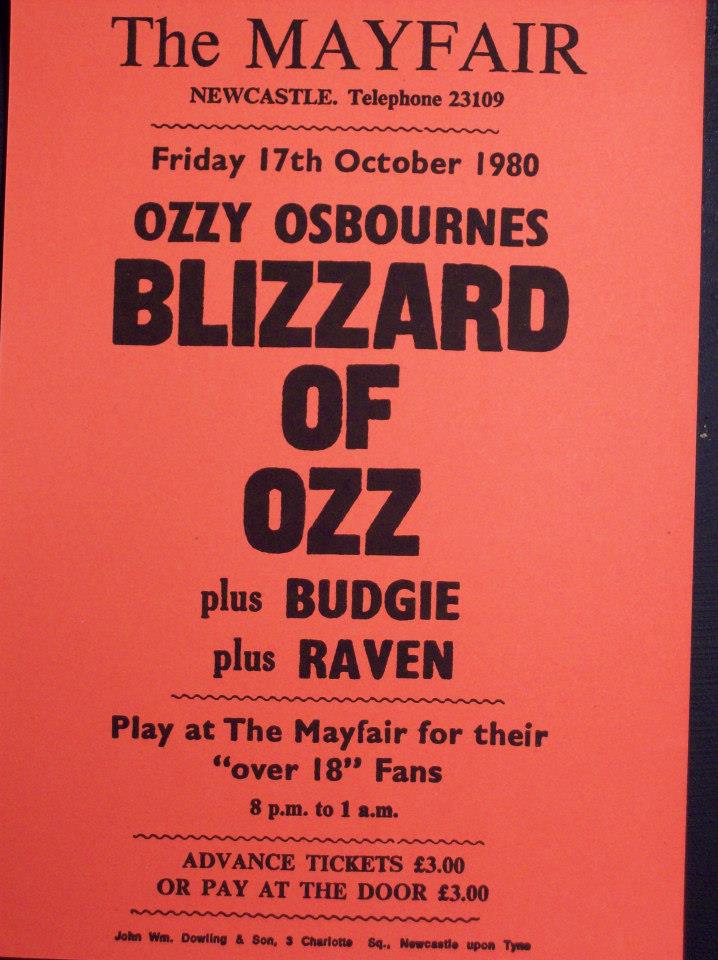 The MAYFAIR
NEWCASTLE. Telephone 23109
Friday 17th October 1980
OZZY OSBOURNES
BLIZZARD
OF
OZZ
plus BUDGIE
plus RAVEN
Play at The Mayfair for their
“over 18” Fans
8 p.m. to 1 a.m.
ADVANCE TICKETS £3.00
OR PAY AT THE DOOR £3.00
John Wm. Dowling & Son, 3 Charlotte Sq., Newcastle upon Tyne